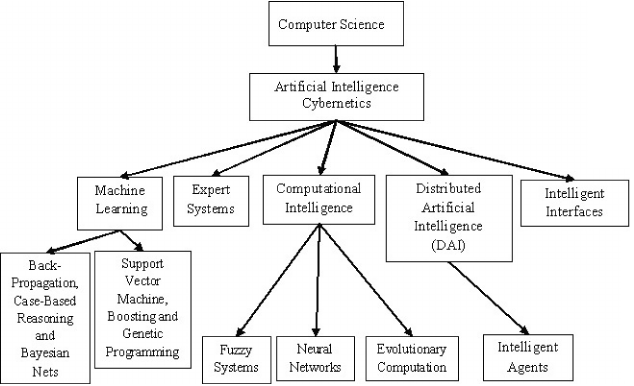 Computer Science
Artificial Intelligence
Cybernetics
Machine
Learning
Expert
Systems
Computational
Intelligence
Distributed
Artificial
Intelligence
(DAI)
Intelligent
Interfaces
Back-
Propagation,
Case-Based
Reasoning
and
Bayesian
Nets
Support
Vector
Machine,
Boosting and
Genetic
Programming
Fuzzy
Systems
Neural
Networks
Evolutionary
Computation
Intelligent
Agents